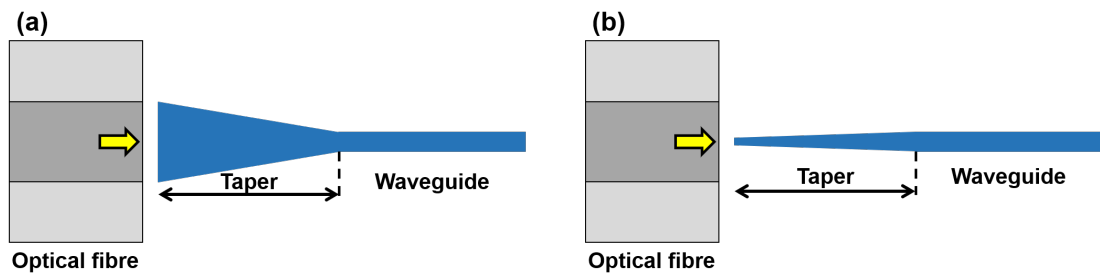 (a)
Taper
Waveguide
Optical fibre
(b)
Taper
Waveguide
Optical fibre